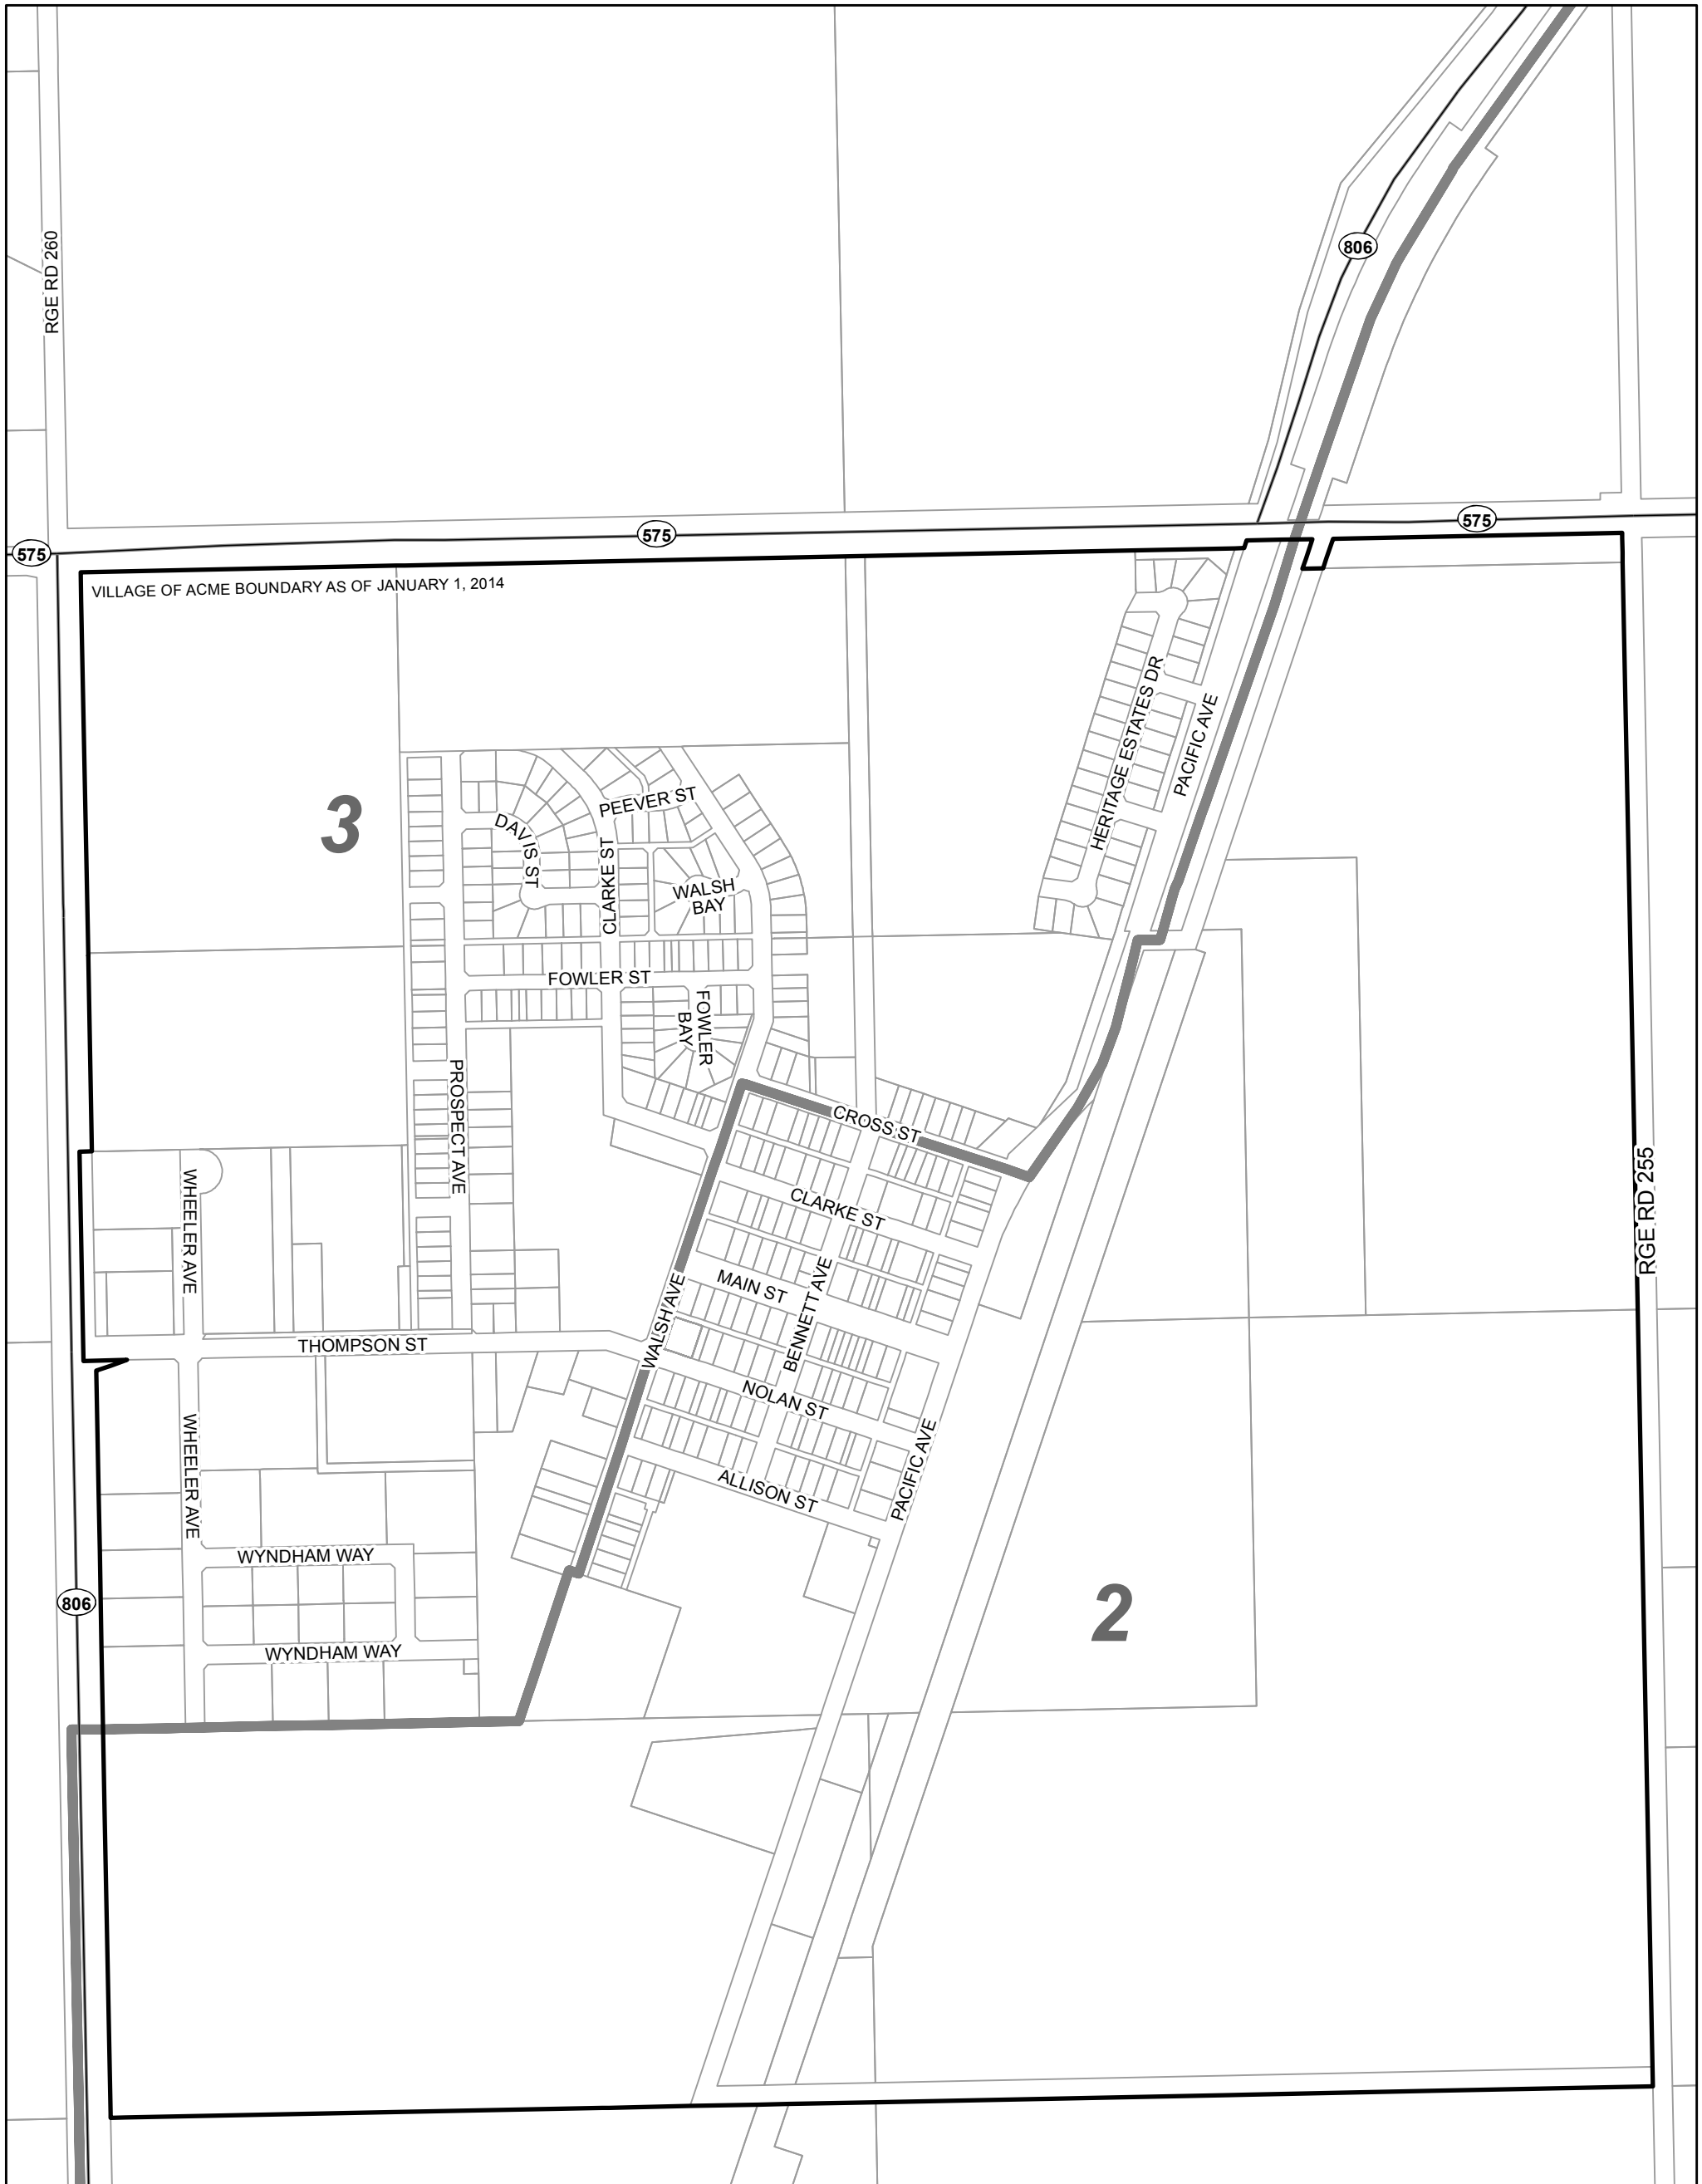 806
RGE RD 260
575
575
575
VILLAGE OF ACME BOUNDARY AS OF JANUARY 1, 2014
HERITAGE ESTATES DR
PACIFIC AVE
3
PEEVER ST
DAVIS ST
CLARKE ST
WALSH
BAY
FOWLER ST
FOWLER
BAY
PROSPECT AVE
CROSS ST
WHEELER AVE
CLARKE ST
RGE RD 255
MAIN ST
BENNETT AVE
WALSH AVE
THOMPSON ST
NOLAN ST
WHEELER AVE
PACIFIC AVE
ALLISON ST
WYNDHAM WAY
806
2
WYNDHAM WAY